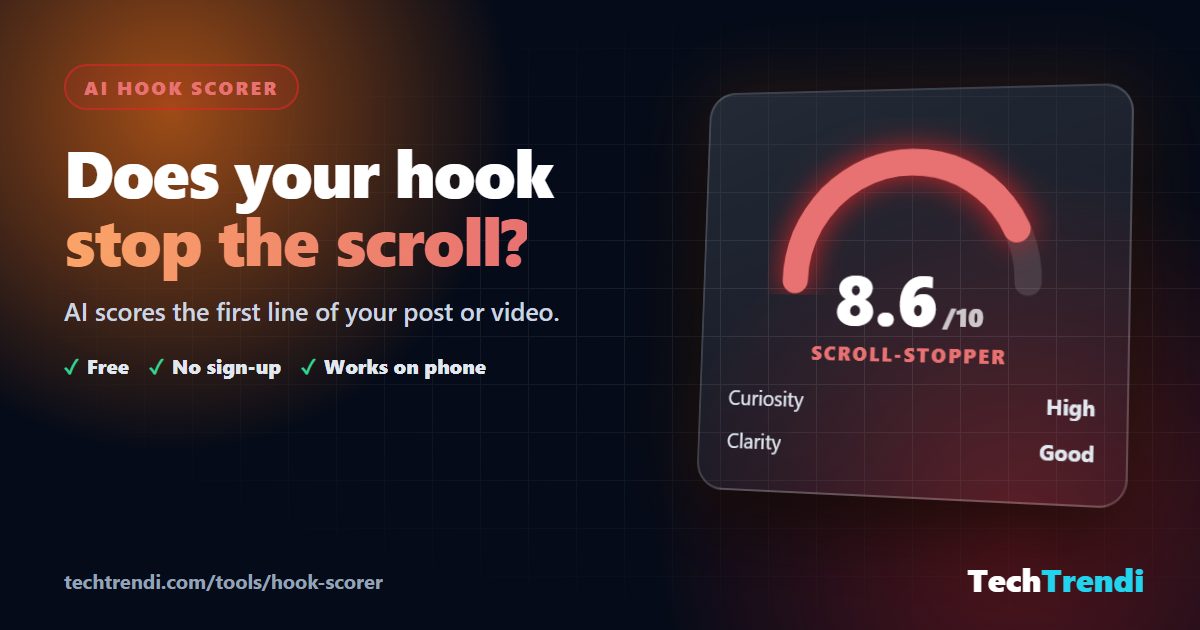 AI HOOK SCORER
Does your hook
stop the scroll?
AI scores the first line of your post or video.
✓ Free ✓ No sign-up ✓ Works on phone
8.6/10
SCROLL-STOPPER
Curiosity High
Clarity Good
techtrendi.com/tools/hook-scorer
TechTrendi